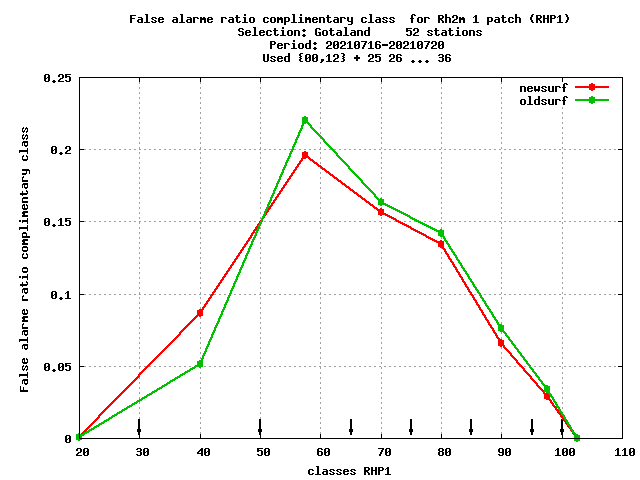 False alarme ratio complimentary class  for Rh2m 1 patch (RHP1)
Selection: Gotaland     52 stations
Period: 20210716-20210720
Used {00,12} + 25 26 ... 36
newsurf
oldsurf
0.25
0.2
0.15
0.1
0.05
0
False alarme ratio complimentary class
20 30 40 50 60 70 80 90 100 110
classes RHP1